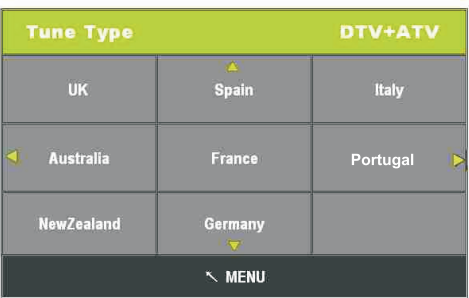 Tune Type DTV+ATV
UK Spain Italy
Australia France Portugal
NewZealand Germany
MENU